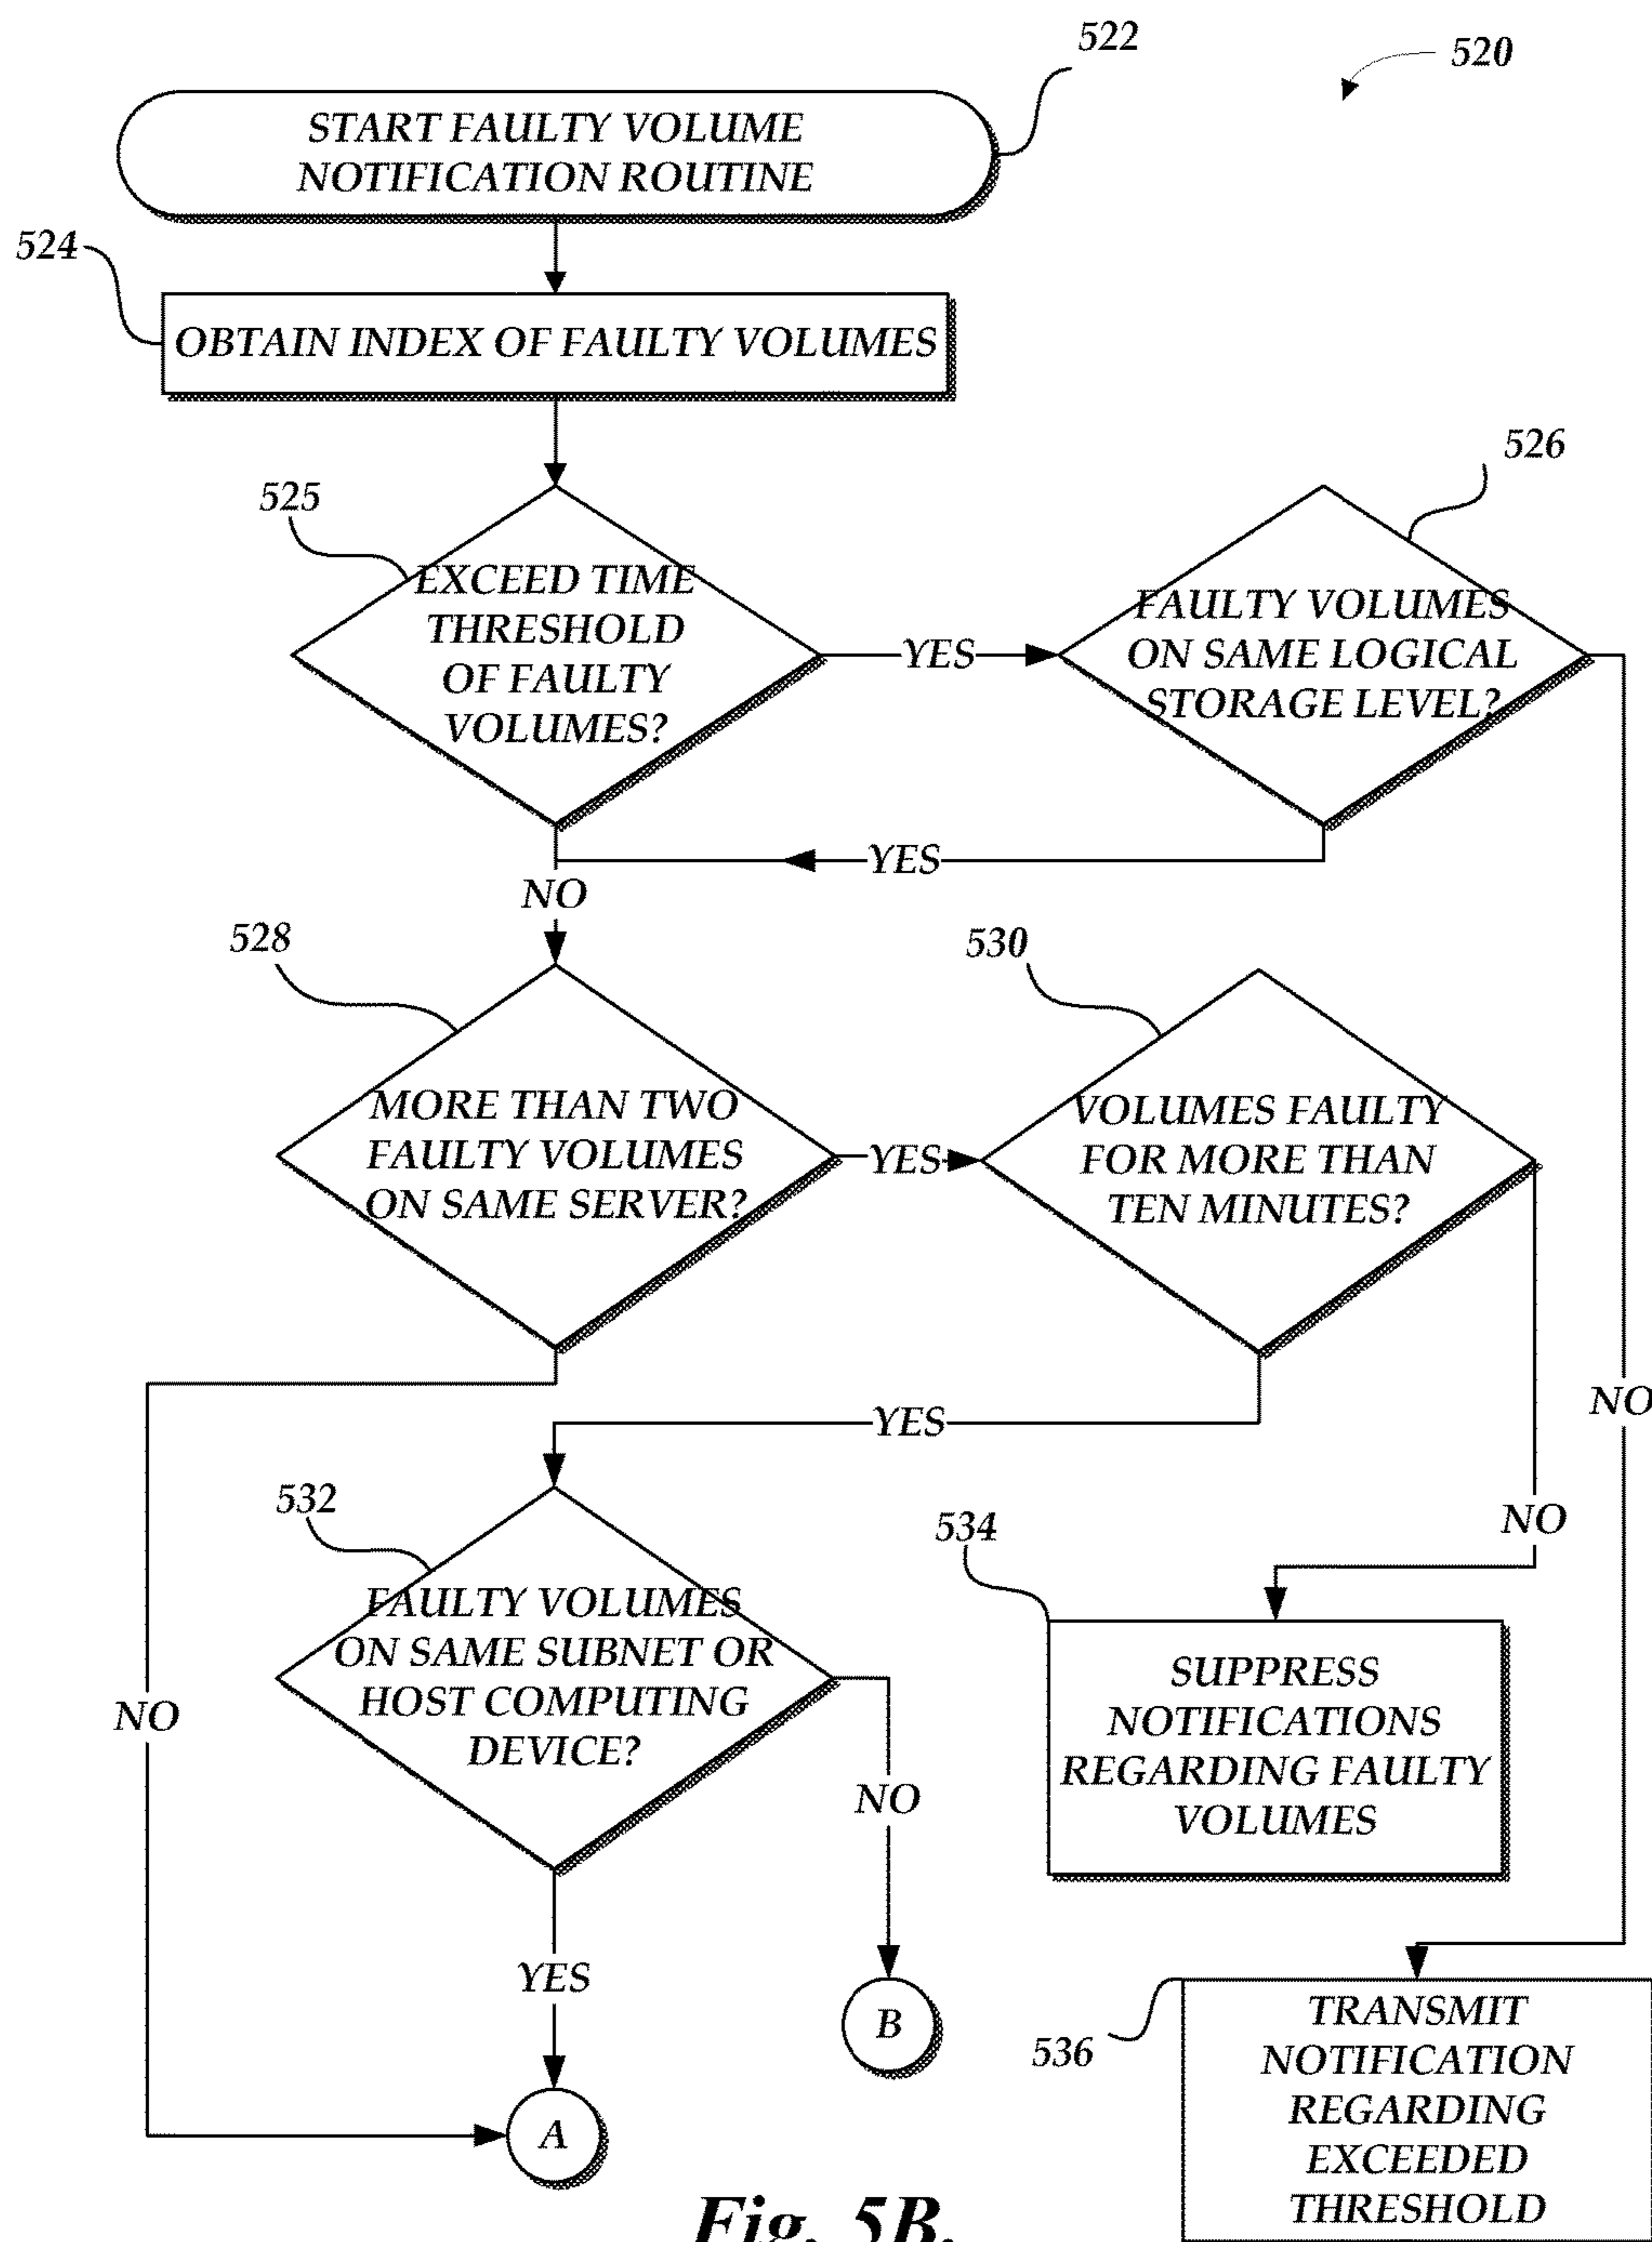 522
520
START FAULTY VOLUME
NOTIFICATION ROUTINE
524
OBTAIN INDEX OF FAULTY VOLUMES
525
526
EXCEED TIME
THRESHOLD
OF FAULTY
VOLUMES?
YES
FAULTY VOLUMES
ON SAME LOGICAL
STORAGE LEVEL?
YES
NO
528
530
MORE THAN TWO
FAULTY VOLUMES
ON SAME SERVER?
YES
VOLUMES FAULTY
FOR MORE THAN
TEN MINUTES?
NO
YES
532
534
NO
FAULTY VOLUMES
ON SAME SUBNET OR
HOST COMPUTING
DEVICE?
NO
NO
SUPPRESS
NOTIFICATIONS
REGARDING FAULTY
VOLUMES
YES
B
536
TRANSMIT
NOTIFICATION
REGARDING
EXCEEDED
THRESHOLD
A
Fig. 5B.